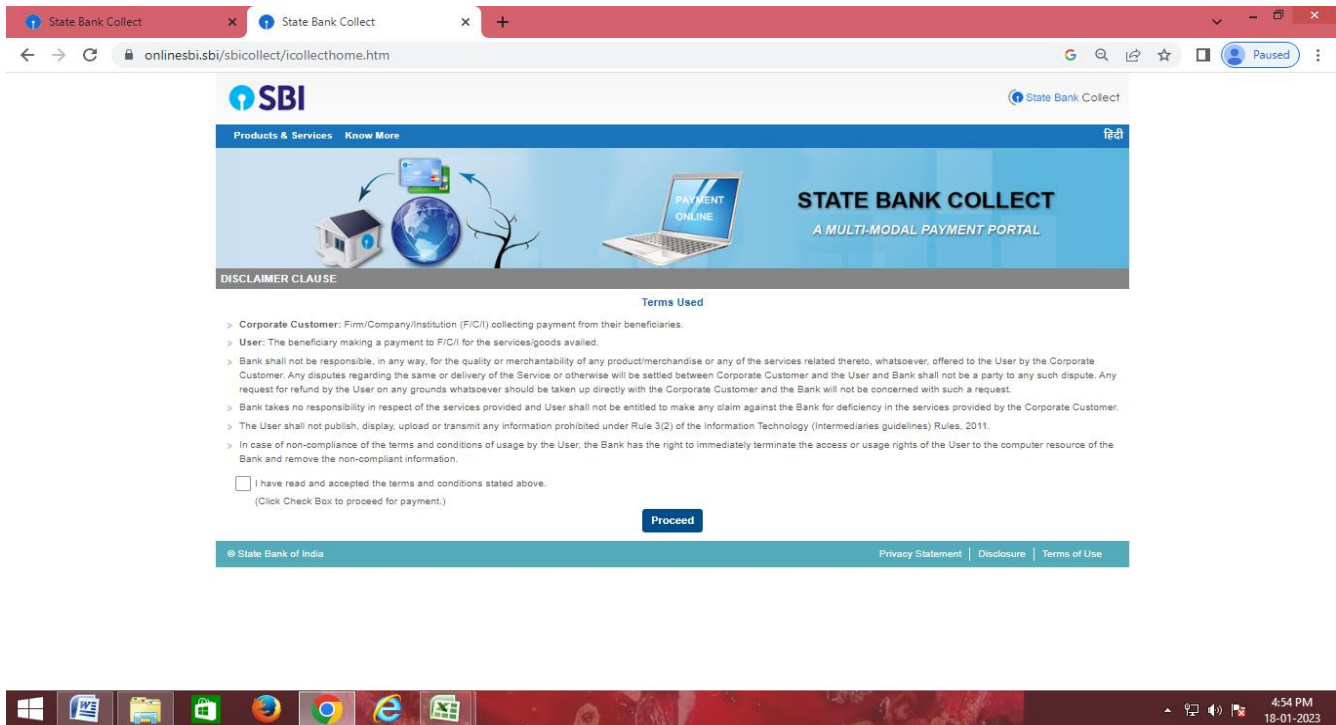 State Bank Collect
State Bank Collect
onlinesbi.sbi/sbicollect/icollecthome.htm
Paused
SBI
State Bank Collect
Products & Services Know More हिंदी
PAYMENT
ONLINE
STATE BANK COLLECT
A MULTI-MODAL PAYMENT PORTAL
DISCLAIMER CLAUSE
Terms Used
Corporate Customer: Firm/Company/Institution (F/C/I) collecting payment from their beneficiaries.
User: The beneficiary making a payment to F/C/I for the services/goods availed.
Bank shall not be responsible, in any way, for the quality or merchantability of any product/merchandise or any of the services related thereto, whatsoever, offered to the User by the Corporate
Customer. Any disputes regarding the same or delivery of the Service or otherwise will be settled between Corporate Customer and the User and Bank shall not be a party to any such dispute. Any
request for refund by the User on any grounds whatsoever should be taken up directly with the Corporate Customer and the Bank will not be concerned with such a request.
Bank takes no responsibility in respect of the services provided and User shall not be entitled to make any claim against the Bank for deficiency in the services provided by the Corporate Customer.
The User shall not publish, display, upload or transmit any information prohibited under Rule 3(2) of the Information Technology (Intermediaries guidelines) Rules, 2011.
In case of non-compliance of the terms and conditions of usage by the User, the Bank has the right to immediately terminate the access or usage rights of the User to the computer resource of the
Bank and remove the non-compliant information.
I have read and accepted the terms and conditions stated above.
(Click Check Box to proceed for payment.)
Proceed
© State Bank of India Privacy Statement | Disclosure | Terms of Use
4:54 PM
18-01-2023